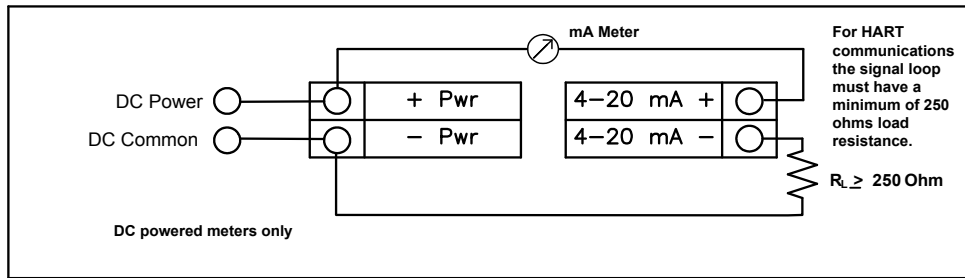 mA Meter
For HART
communications
the signal loop
must have a
minimum of 250
ohms load
resistance.
DC Power
+ Pwr
4-20 mA +
DC Common
- Pwr
4-20 mA -
RL ≥ 250 Ohm
DC powered meters only